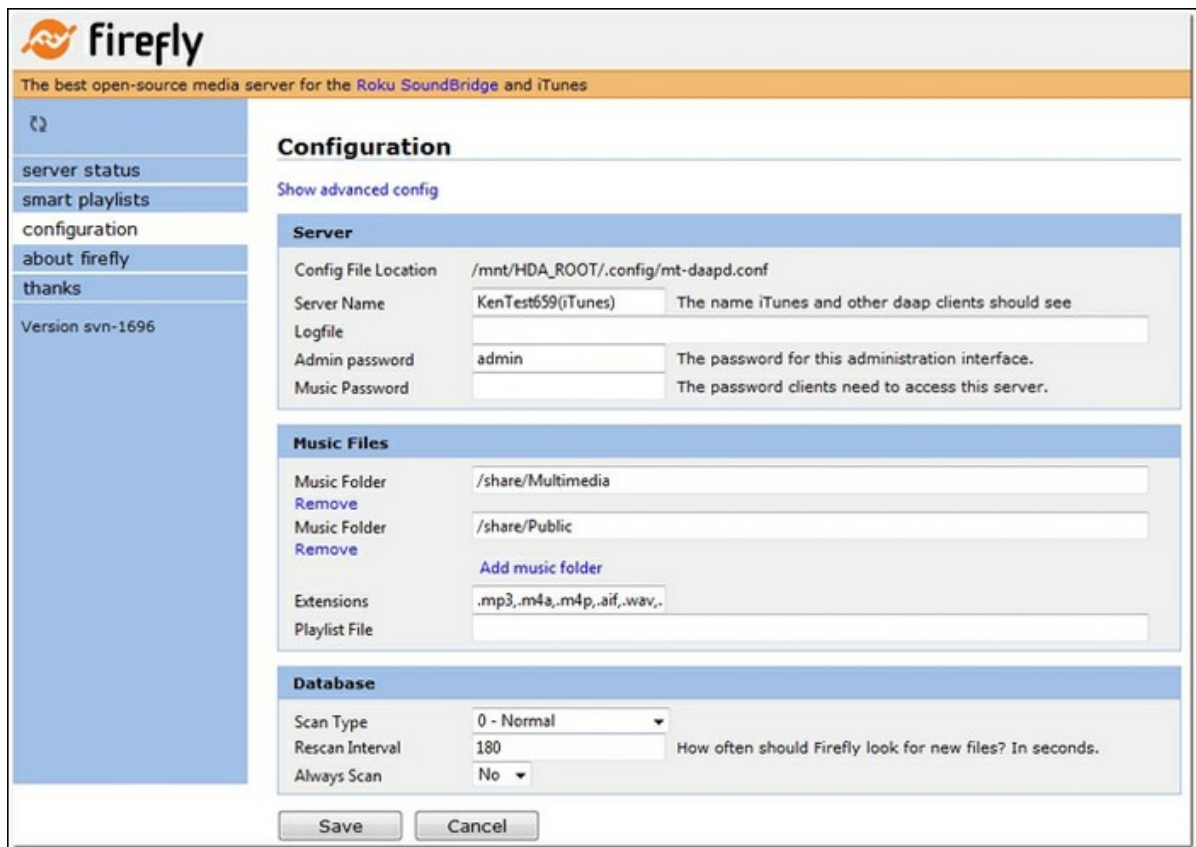 firefly
The best open-source media server for the Roku SoundBridge and iTunes
server status
smart playlists
configuration
about firefly
thanks
Version svn-1696
Configuration
Show advanced config
Server
Config File Location /mnt/HDA_ROOT/.config/mt-daapd.conf
Server Name KenTest659(iTunes) The name iTunes and other daap clients should see
Logfile
Admin password admin The password for this administration interface.
Music Password The password clients need to access this server.
Music Files
Music Folder /share/Multimedia
Remove
Music Folder /share/Public
Remove
Add music folder
Extensions .mp3,.m4a,.m4p,.aif,.wav,.
Playlist File
Database
Scan Type 0 - Normal
Rescan Interval 180 How often should Firefly look for new files? In seconds.
Always Scan No
Save Cancel